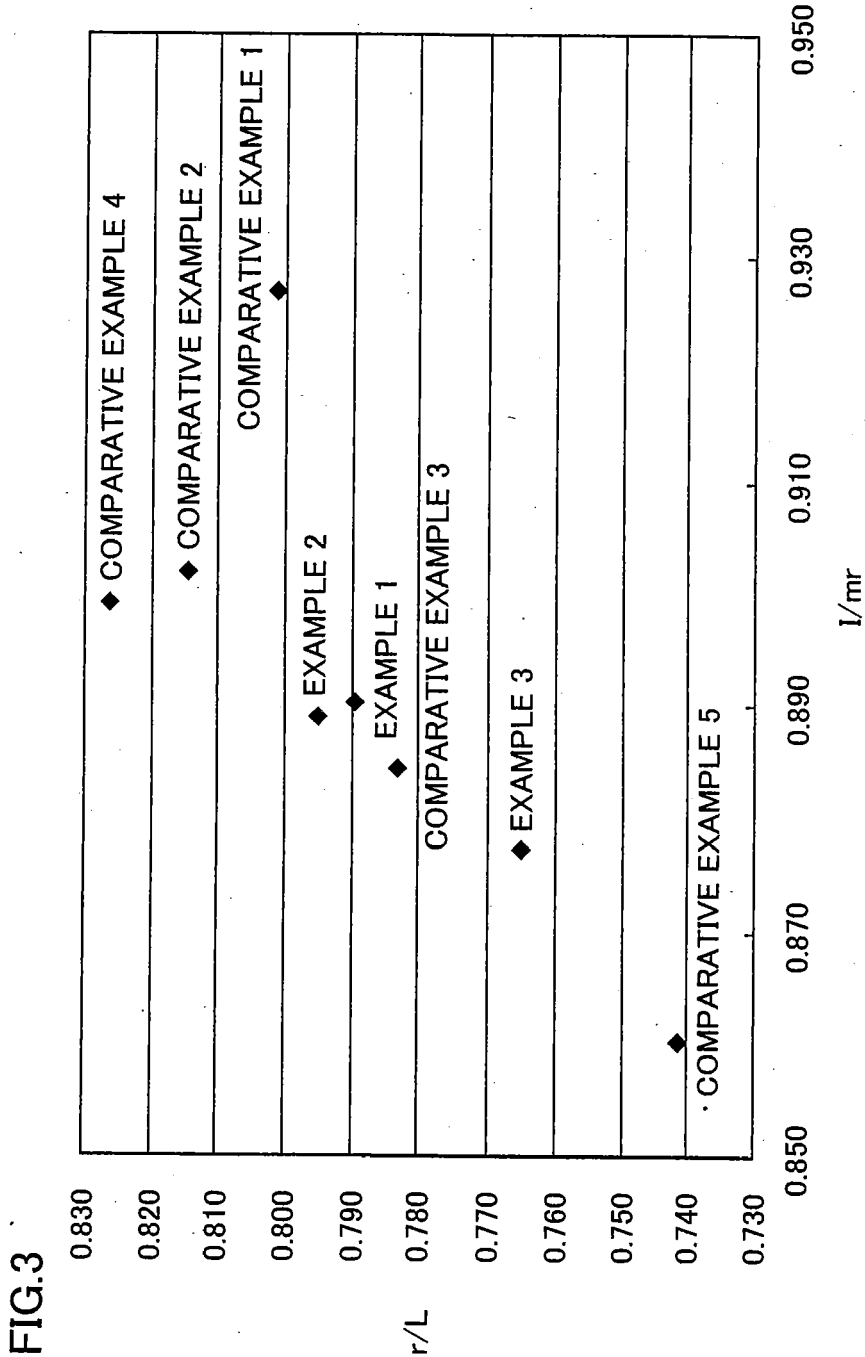 FIG.3
r/L
0.830
0.820
0.810
0.800
0.790
0.780
0.770
0.760
0.750
0.740
0.730
COMPARATIVE EXAMPLE 4
COMPARATIVE EXAMPLE 2
COMPARATIVE EXAMPLE 1
EXAMPLE 2
EXAMPLE 1
COMPARATIVE EXAMPLE 3
EXAMPLE 3
COMPARATIVE EXAMPLE 5
0.850
0.870
0.890
0.910
0.930
0.950
I/mr